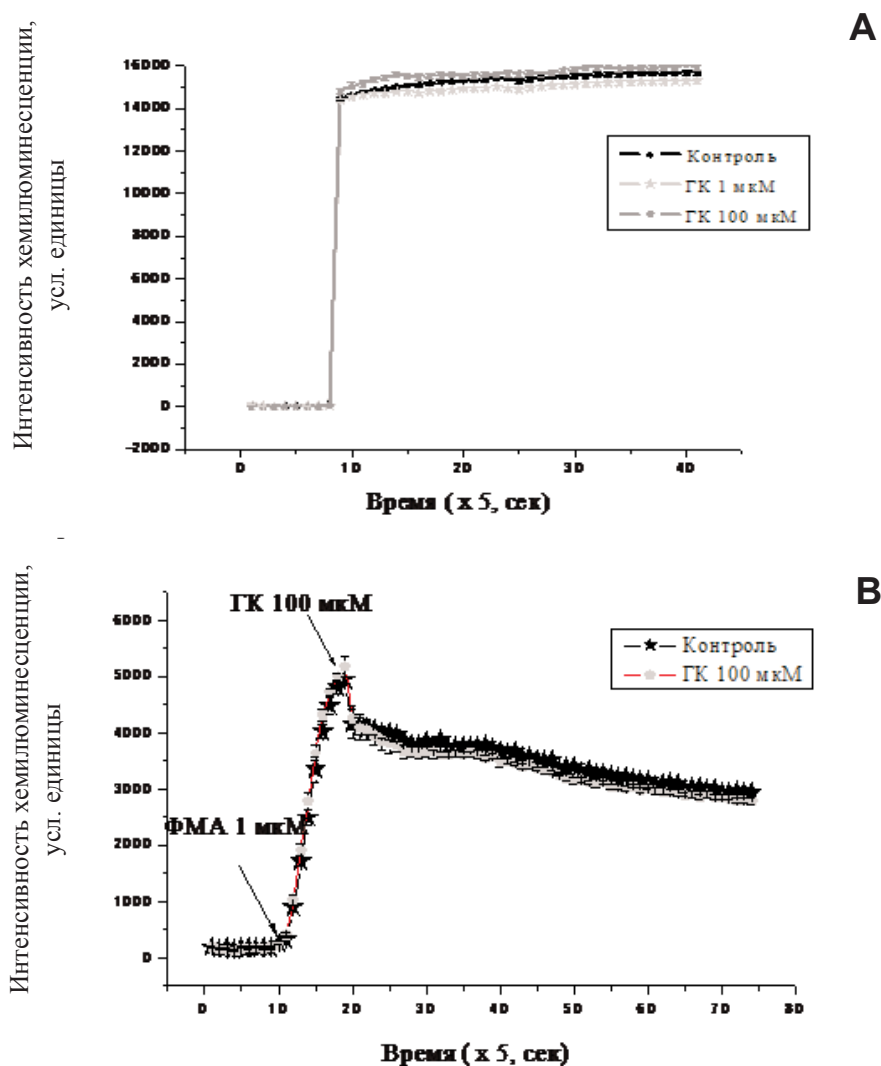 A
Интенсивность хемилюминесценции,
усл. единицы
16000
14000
12000
10000
8000
6000
4000
2000
0
-2000
0 10 20 30 40
Контроль
ГК 1 мкМ
ГК 100 мкМ
Время ( x 5, сек)
B
Интенсивность хемилюминесценции,
усл. единицы
6000
5000
4000
3000
2000
1000
0
ГК 100 мкМ
ФМА 1 мкМ
Контроль
ГК 100 мкМ
0 10 20 30 40 50 60 70 80
Время ( x 5, сек)